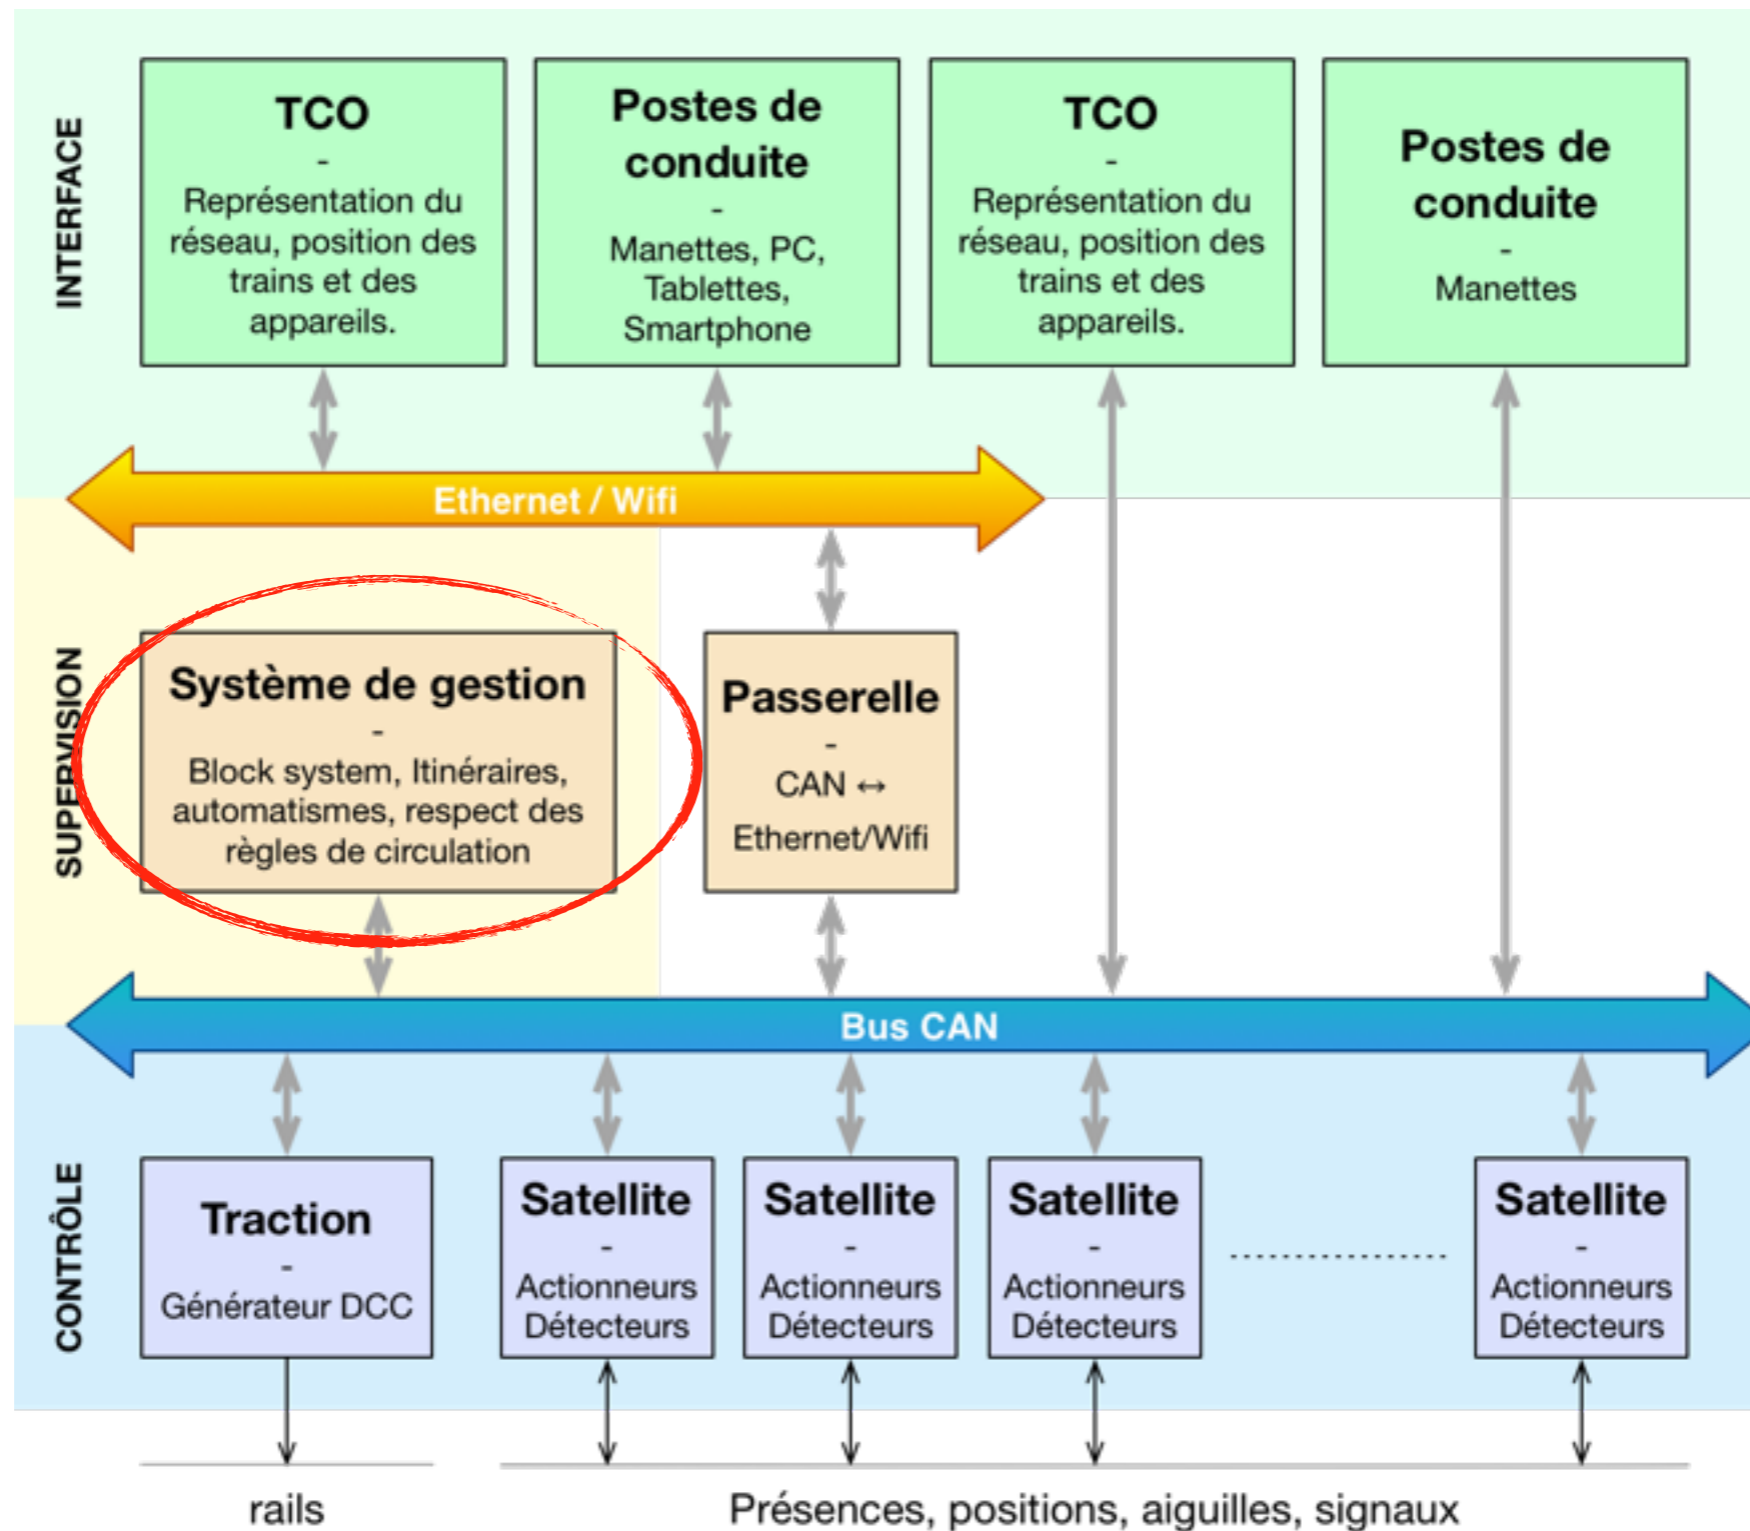 INTERFACE
TCO
-
Représentation du
réseau, position des
trains et des
appareils.
Postes de
conduite
-
Manettes, PC,
Tablettes,
Smartphone
TCO
-
Représentation du
réseau, position des
trains et des
appareils.
Postes de
conduite
-
Manettes
Ethernet / Wifi
SUPERVISION
Système de gestion
-
Block system, Itinéraires,
automatismes, respect des
règles de circulation
Passerelle
-
CAN ↔
Ethernet/Wifi
Bus CAN
CONTRÔLE
Traction
-
Générateur DCC
Satellite
-
Actionneurs
Détecteurs
Satellite
-
Actionneurs
Détecteurs
Satellite
-
Actionneurs
Détecteurs
Satellite
-
Actionneurs
Détecteurs
rails
Présences, positions, aiguilles, signaux